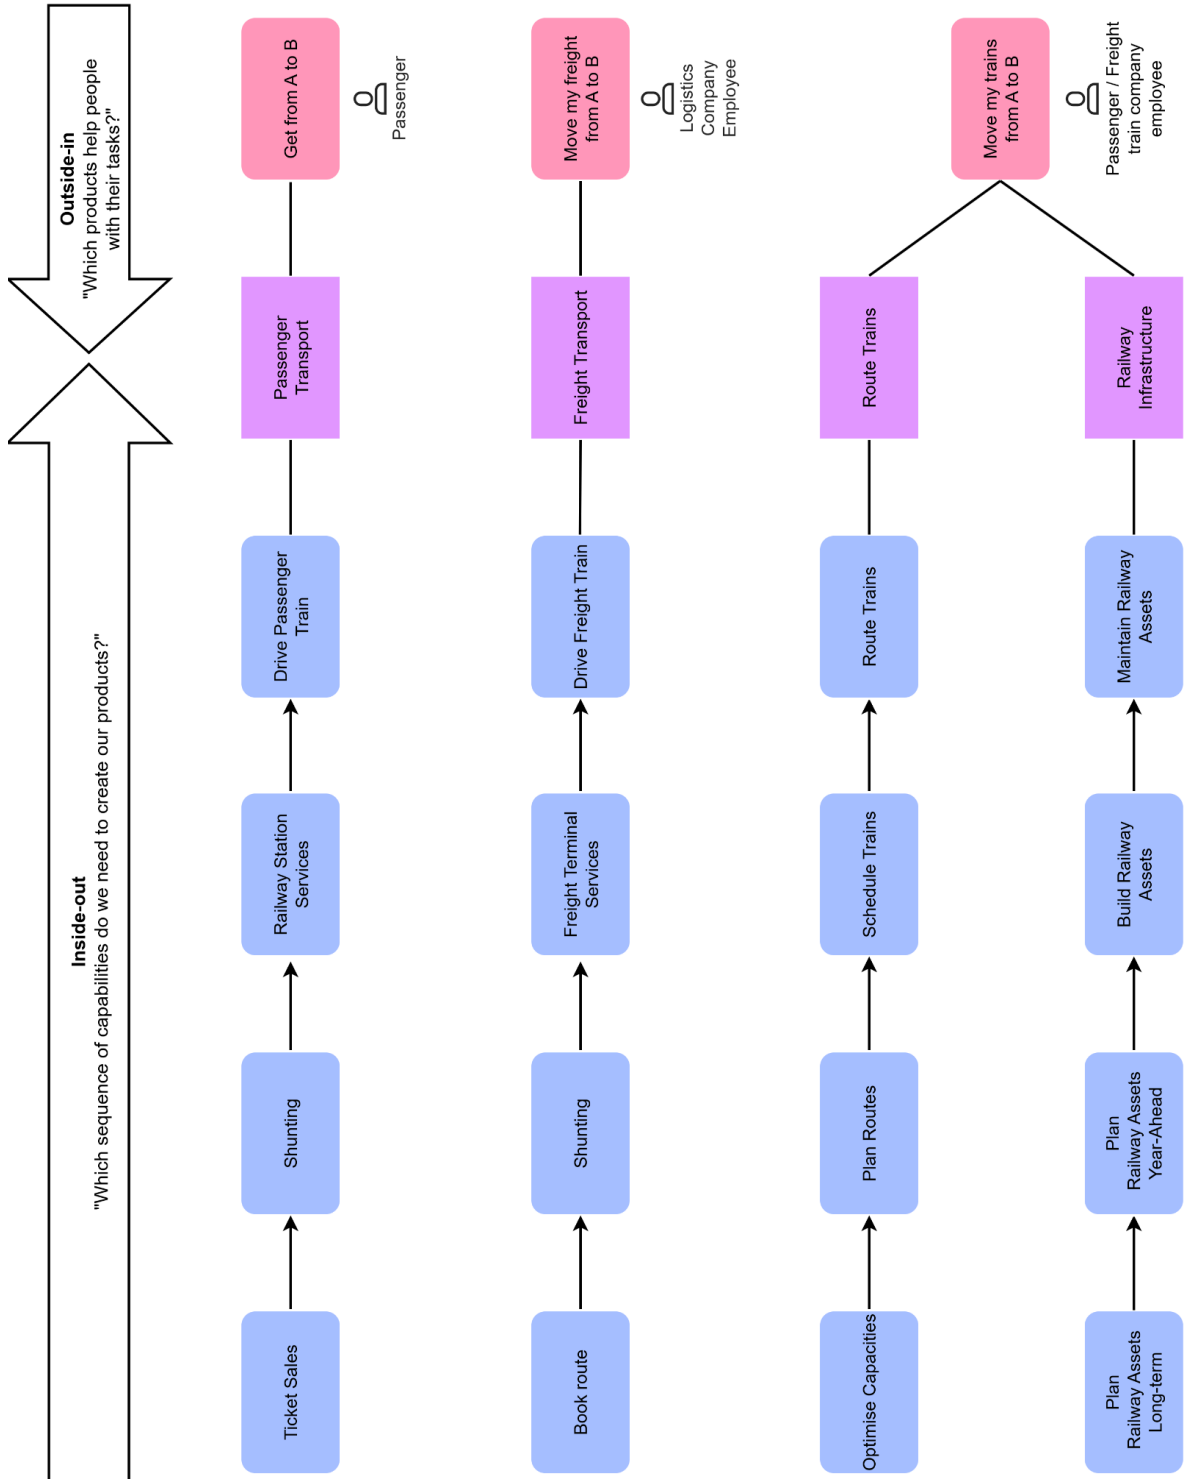 Outside-in
"Which products help people
with their tasks?"
Inside-out
"Which sequence of capabilities do we need to create our products?"
Ticket Sales
Shunting
Railway Station
Services
Drive Passenger
Train
Passenger
Transport
Get from A to B
Passenger
Book route
Shunting
Freight Terminal
Services
Drive Freight Train
Freight Transport
Move my freight
from A to B
Logistics
Company
Employee
Optimise Capacities
Plan Routes
Schedule Trains
Route Trains
Route Trains
Move my trains
from A to B
Passenger / Freight
train company
employee
Plan
Railway Assets
Long-term
Plan
Railway Assets
Year-Ahead
Build Railway
Assets
Maintain Railway
Assets
Railway
Infrastructure